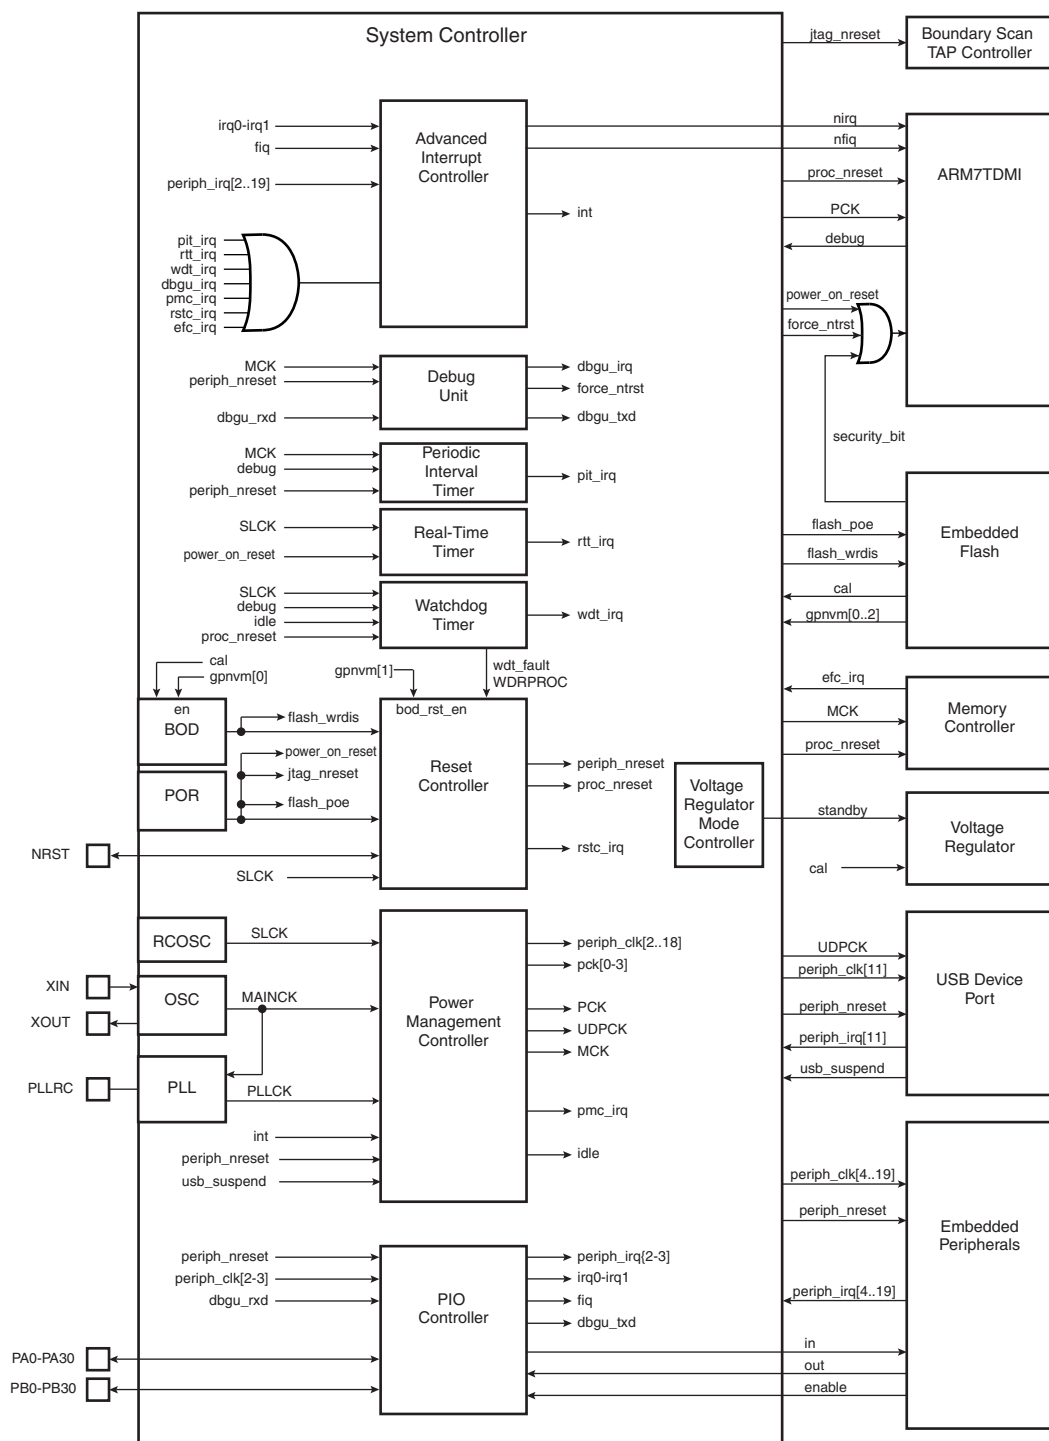 System Controller
jtag_nreset
Boundary Scan
TAP Controller
irq0-irq1
fiq
periph_irq[2..19]
Advanced
Interrupt
Controller
int
nirq
nfiq
proc_nreset
PCK
debug
ARM7TDMI
pit_irq
rtt_irq
wdt_irq
dbgu_irq
pmc_irq
rstc_irq
efc_irq
power_on_reset
force_ntrst
security_bit
MCK
periph_nreset
dbgu_rxd
Debug
Unit
dbgu_irq
force_ntrst
dbgu_txd
MCK
debug
periph_nreset
Periodic
Interval
Timer
pit_irq
SLCK
power_on_reset
Real-Time
Timer
rtt_irq
flash_poe
flash_wrdis
cal
gpnvm[0..2]
Embedded
Flash
SLCK
debug
idle
proc_nreset
Watchdog
Timer
wdt_irq
cal
gpnvm[0]
gpnvm[1]
wdt_fault
WDRPROC
en
BOD
flash_wrdis
bod_rst_en
power_on_reset
jtag_nreset
flash_poe
POR
Reset
Controller
periph_nreset
proc_nreset
rstc_irq
NRST
SLCK
efc_irq
MCK
proc_nreset
Memory
Controller
Voltage
Regulator
Mode
Controller
standby
cal
Voltage
Regulator
RCOSC
SLCK
XIN
OSC
MAINCK
XOUT
PLLRC
PLL
PLLCK
int
periph_nreset
usb_suspend
Power
Management
Controller
periph_clk[2..18]
pck[0-3]
PCK
UDPCK
MCK
pmc_irq
idle
UDPCK
periph_clk[11]
periph_nreset
periph_irq[11]
usb_suspend
USB Device
Port
periph_clk[4..19]
periph_nreset
periph_irq[4..19]
Embedded
Peripherals
periph_nreset
periph_clk[2-3]
dbgu_rxd
PIO
Controller
periph_irq{2-3]
irq0-irq1
fiq
dbgu_txd
in
out
enable
PA0-PA30
PB0-PB30